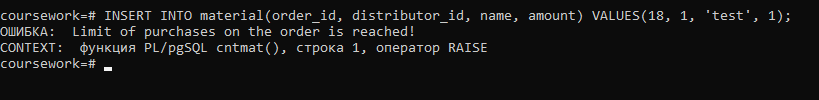 coursework=# INSERT INTO material(order_id, distributor_id, name, amount) VALUES(18, 1, 'test', 1);
ОШИБКА:  Limit of purchases on the order is reached!
CONTEXT:  функция PL/pgSQL cntmat(), строка 1, оператор RAISE
coursework=#